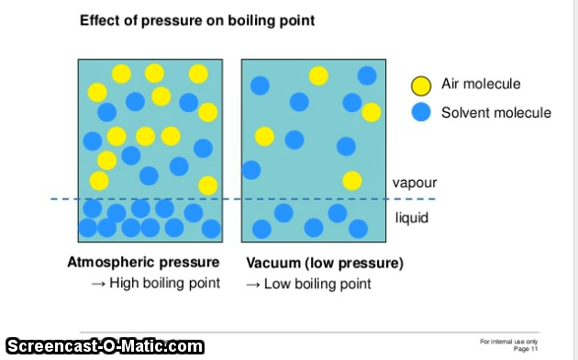 Effect of pressure on boiling point
Air molecule
Solvent molecule
vapour
liquid
Atmospheric pressure
→ High boiling point
Vacuum (low pressure)
→ Low boiling point
For internal use only
Page 11
Screencast-O-Matic.com